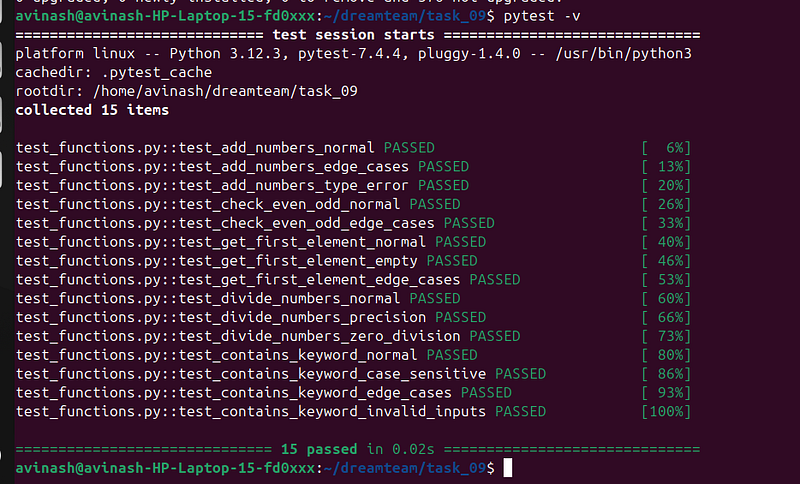 avinash@avinash-HP-Laptop-15-fd0xxx:~/dreamteam/task_09$ pytest -v
============================= test session starts ==============================
platform linux -- Python 3.12.3, pytest-7.4.4, pluggy-1.4.0 -- /usr/bin/python3
cachedir: .pytest_cache
rootdir: /home/avinash/dreamteam/task_09
collected 15 items
test_functions.py::test_add_numbers_normal PASSED [  6%]
test_functions.py::test_add_numbers_edge_cases PASSED [ 13%]
test_functions.py::test_add_numbers_type_error PASSED [ 20%]
test_functions.py::test_check_even_odd_normal PASSED [ 26%]
test_functions.py::test_check_even_odd_edge_cases PASSED [ 33%]
test_functions.py::test_get_first_element_normal PASSED [ 40%]
test_functions.py::test_get_first_element_empty PASSED [ 46%]
test_functions.py::test_get_first_element_edge_cases PASSED [ 53%]
test_functions.py::test_divide_numbers_normal PASSED [ 60%]
test_functions.py::test_divide_numbers_precision PASSED [ 66%]
test_functions.py::test_divide_numbers_zero_division PASSED [ 73%]
test_functions.py::test_contains_keyword_normal PASSED [ 80%]
test_functions.py::test_contains_keyword_case_sensitive PASSED [ 86%]
test_functions.py::test_contains_keyword_edge_cases PASSED [ 93%]
test_functions.py::test_contains_keyword_invalid_inputs PASSED [100%]
============================== 15 passed in 0.02s ==============================
avinash@avinash-HP-Laptop-15-fd0xxx:~/dreamteam/task_09$